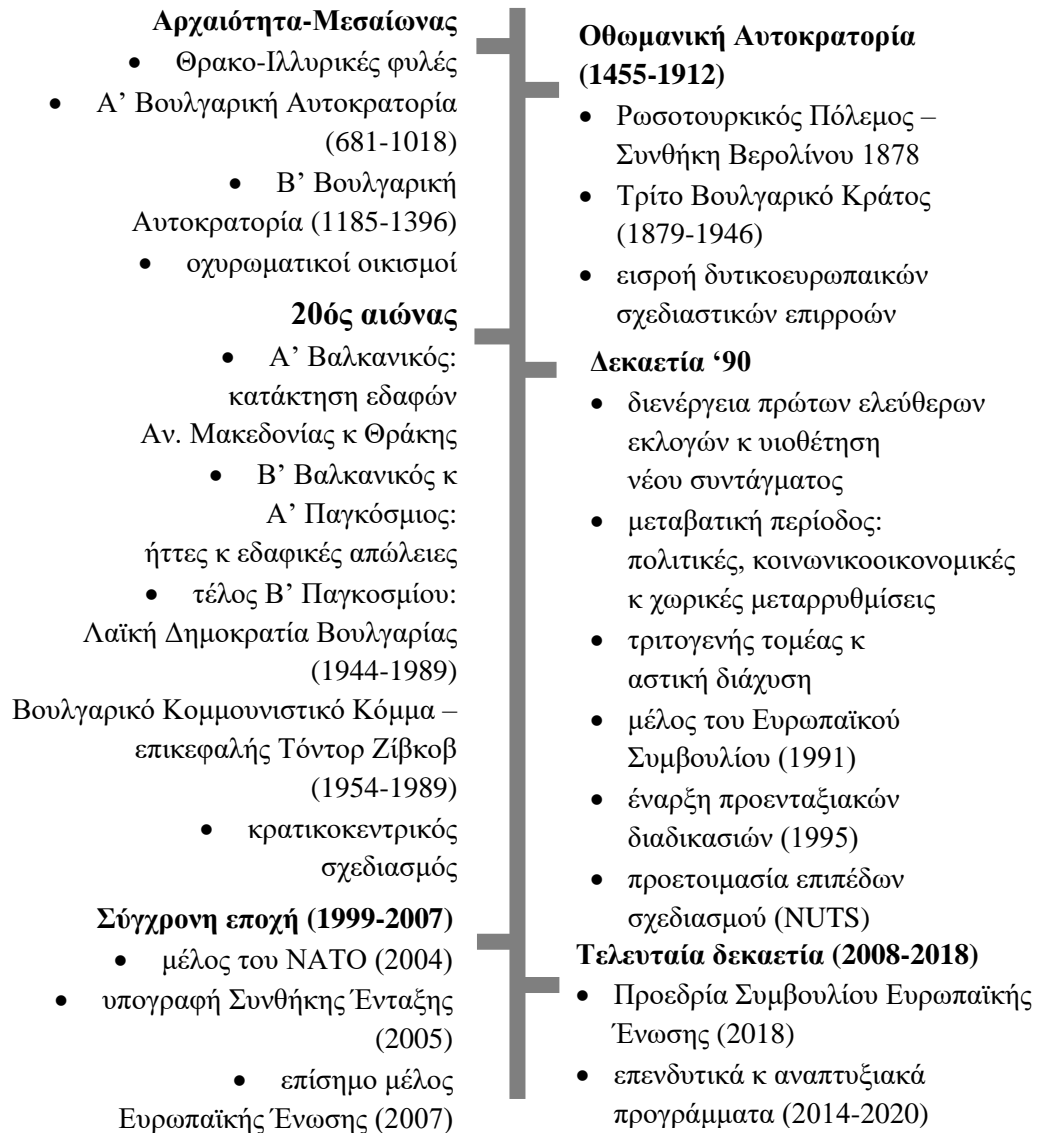 Αρχαιότητα-Μεσαίωνας
• Θρακο-Ιλλυρικές φυλές
• Α’ Βουλγαρική Αυτοκρατορία
(681-1018)
• Β’ Βουλγαρική
Αυτοκρατορία (1185-1396)
• οχυρωματικοί οικισμοί
Οθωμανική Αυτοκρατορία
(1455-1912)
• Ρωσοτουρκικός Πόλεμος –
Συνθήκη Βερολίνου 1878
• Τρίτο Βουλγαρικό Κράτος
(1879-1946)
• εισροή δυτικοευρωπαικών
σχεδιαστικών επιρροών
20ός αιώνας
• Α’ Βαλκανικός:
κατάκτηση εδαφών
Αν. Μακεδονίας κ Θράκης
• Β’ Βαλκανικός κ
Α’ Παγκόσμιος:
ήττες κ εδαφικές απώλειες
• τέλος Β’ Παγκοσμίου:
Λαϊκή Δημοκρατία Βουλγαρίας
(1944-1989)
Βουλγαρικό Κομμουνιστικό Κόμμα –
επικεφαλής Τόντορ Ζίβκοβ
(1954-1989)
• κρατικοκεντρικός
σχεδιασμός
Δεκαετία ‘90
• διενέργεια πρώτων ελεύθερων
εκλογών κ υιοθέτηση
νέου συντάγματος
• μεταβατική περίοδος:
πολιτικές, κοινωνικοοικονομικές
κ χωρικές μεταρρυθμίσεις
• τριτογενής τομέας κ
αστική διάχυση
• μέλος του Ευρωπαϊκού
Συμβουλίου (1991)
• έναρξη προενταξιακών
διαδικασιών (1995)
• προετοιμασία επιπέδων
σχεδιασμού (NUTS)
Σύγχρονη εποχή (1999-2007)
• μέλος του ΝΑΤΟ (2004)
• υπογραφή Συνθήκης Ένταξης
(2005)
• επίσημο μέλος
Ευρωπαϊκής Ένωσης (2007)
Τελευταία δεκαετία (2008-2018)
• Προεδρία Συμβουλίου Ευρωπαϊκής
Ένωσης (2018)
• επενδυτικά κ αναπτυξιακά
προγράμματα (2014-2020)